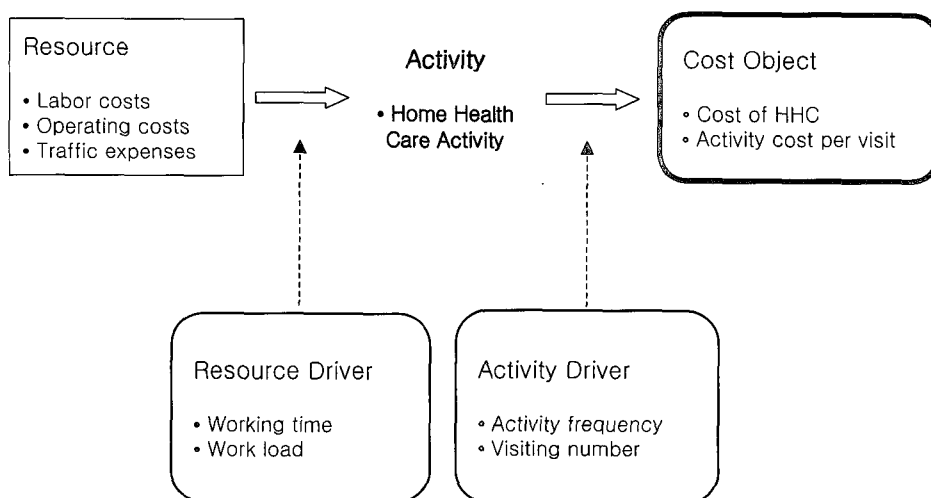 Resource
• Labor costs
• Operating costs
• Traffic expenses
Activity
• Home Health
Care Activity
Cost Object
• Cost of HHC
• Activity cost per visit
Resource Driver
• Working time
• Work load
Activity Driver
• Activity frequency
• Visiting number